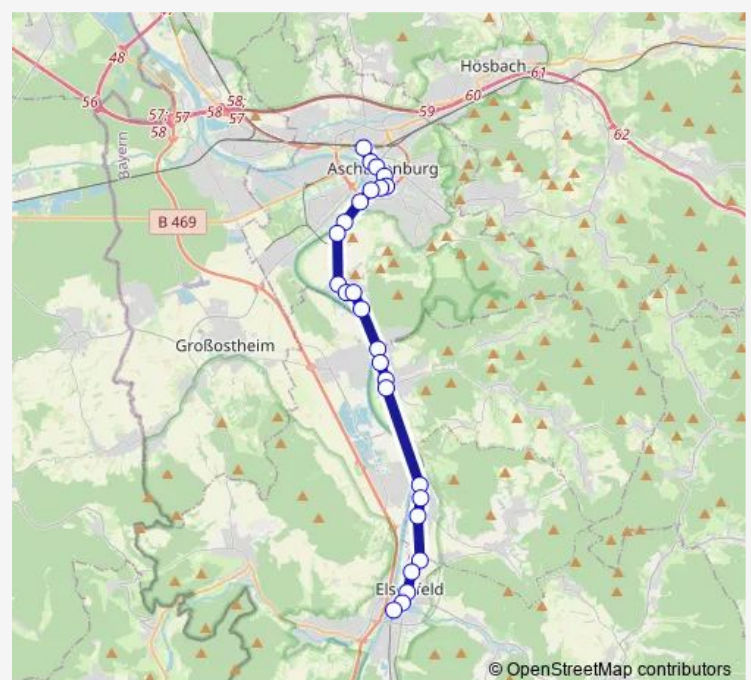 48
Hösbach
61
60
56
57;
57
58
58
58;
57
59
62
Bayern
Aschaffenburg
B 469
Großostheim
Elsenfeld
© OpenStreetMap contributors